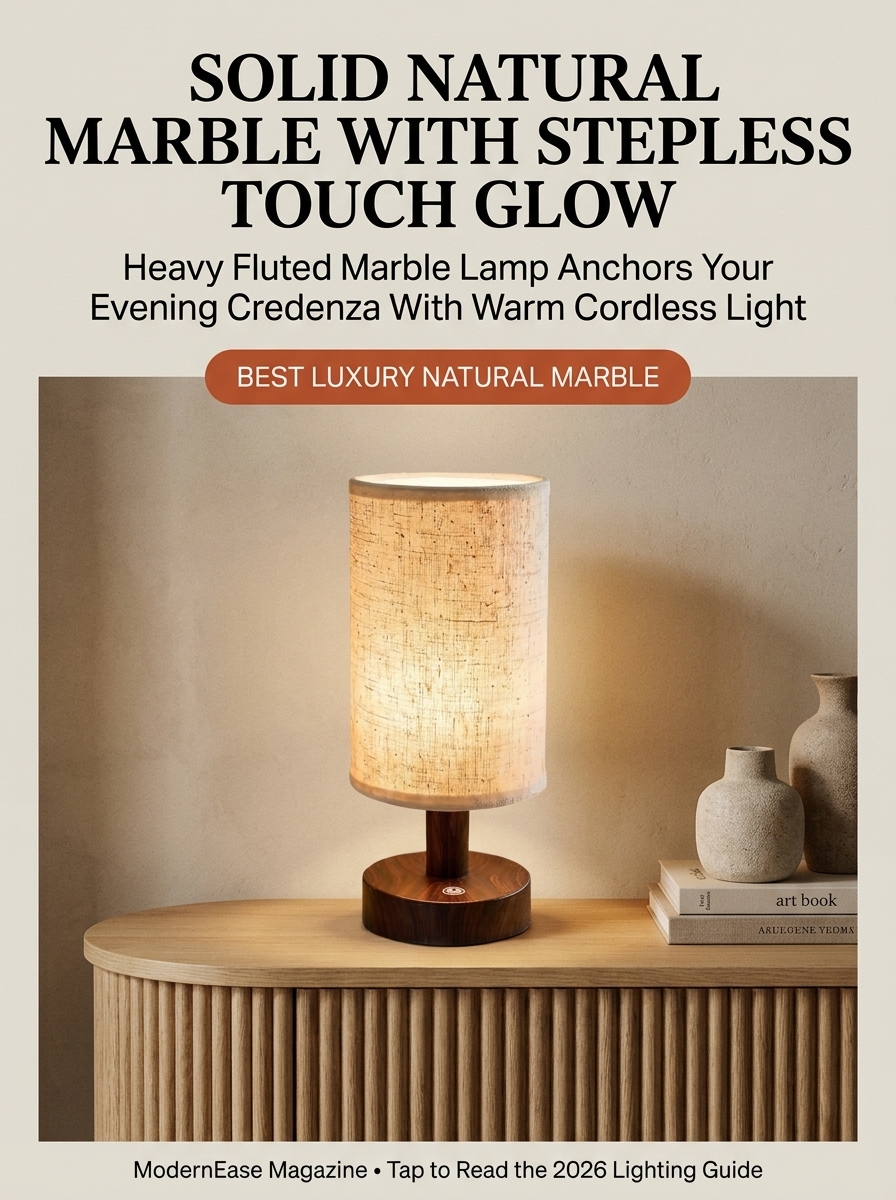 SOLID NATURAL
MARBLE WITH STEPLESS
TOUCH GLOW
Heavy Fluted Marble Lamp Anchors Your
Evening Credenza With Warm Cordless Light
BEST LUXURY NATURAL MARBLE
art book
ModernEase Magazine • Tap to Read the 2026 Lighting Guide